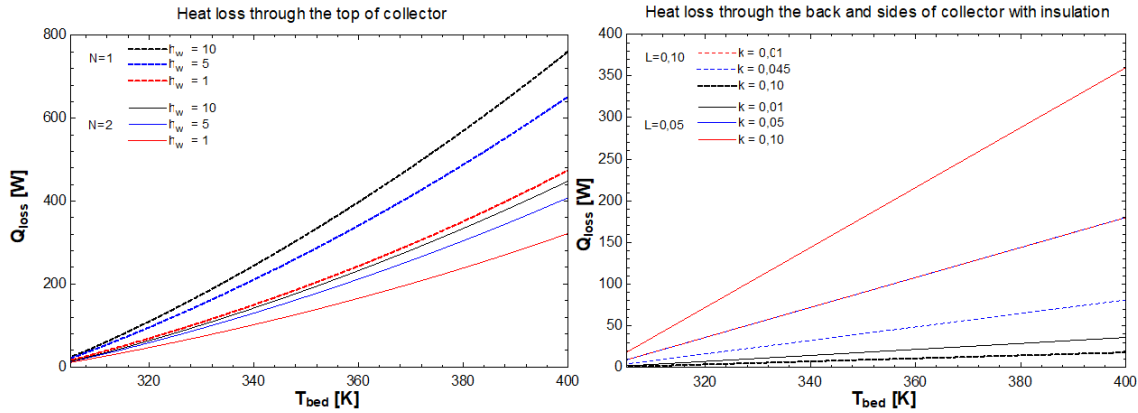 Heat loss through the top of collector
800
600
400
200
0
320
340
360
380
400
Q_loss [W]
T_bed [K]
N=1
h_w = 10
h_w = 5
h_w = 1
N=2
h_w = 10
h_w = 5
h_w = 1
Heat loss through the back and sides of collector with insulation
400
350
300
250
200
150
100
50
0
320
340
360
380
400
Q_loss [W]
T_bed [K]
L=0,10
k = 0,01
k = 0,045
k = 0,10
L=0,05
k = 0,01
k = 0,05
k = 0,10